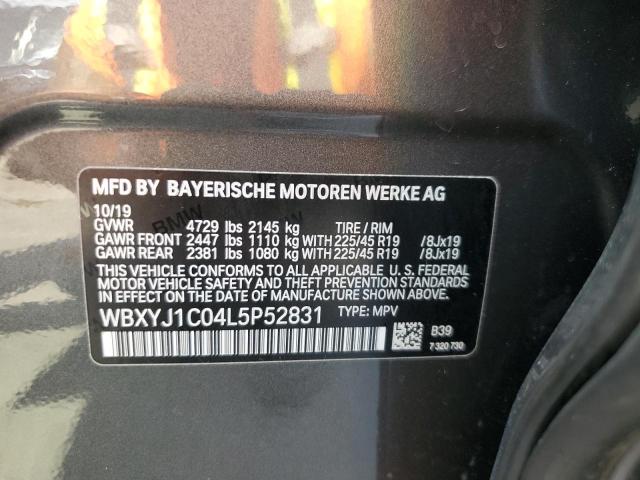 MFD BY BAYERISCHE MOTOREN WERKE AG
10/19
GVWR 4729 lbs 2145 kg TIRE / RIM
GAWR FRONT 2447 lbs 1110 kg WITH 225/45 R19 /8Jx19
GAWR REAR 2381 lbs 1080 kg WITH 225/45 R19 /8Jx19
THIS VEHICLE CONFORMS TO ALL APPLICABLE U. S. FEDERAL
MOTOR VEHICLE SAFETY AND THEFT PREVENTION STANDARDS
IN EFFECT ON THE DATE OF MANUFACTURE SHOWN ABOVE.
WBXYJ1C04L5P52831 TYPE: MPV
B39
7 320 730